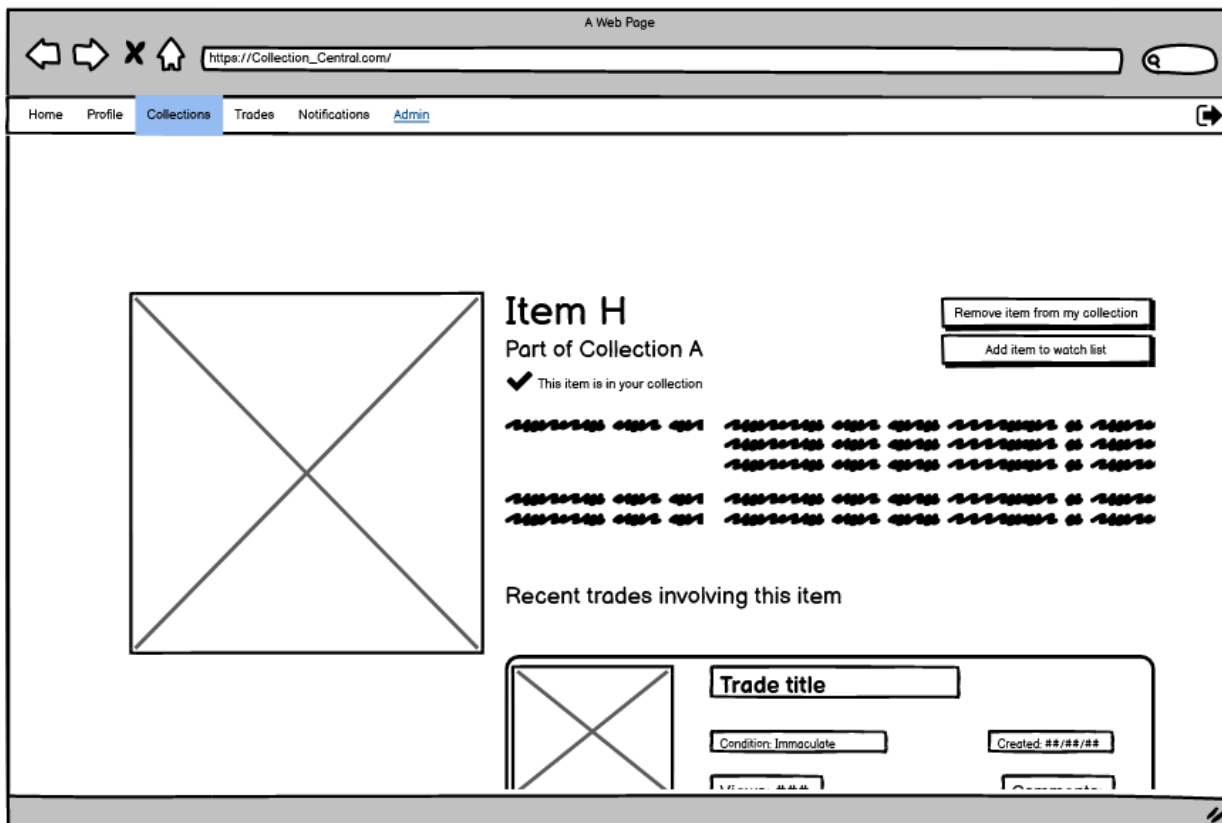 A Web Page
https://Collection_Central.com/
Home Profile Collections Trades Notifications Admin
Item H
Remove item from my collection
Part of Collection A
Add item to watch list
This item is in your collection
Recent trades involving this item
Trade title
Condition: Immaculate
Created: ##/##/##
Views: ###
Comments: